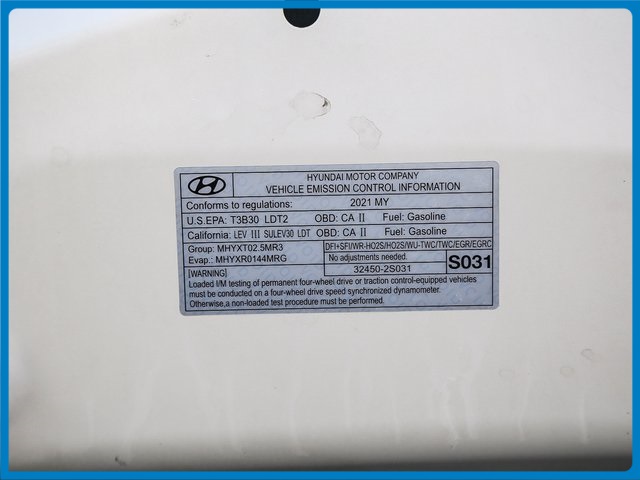 HYUNDAI MOTOR COMPANY
VEHICLE EMISSION CONTROL INFORMATION
Conforms to regulations: 2021 MY
U.S.EPA: T3B30 LDT2 OBD: CA II Fuel: Gasoline
California: LEV III SULEV30 LDT OBD: CA II Fuel: Gasoline
Group: MHYXT02.5MR3 DFI+SFI/WR-HO2S/HO2S/WU-TWC/TWC/EGR/EGRC
Evap.: MHYXR0144MRG No adjustments needed. S031
32450-2S031
[WARNING]
Loaded I/M testing of permanent four-wheel drive or traction control-equipped vehicles
must be conducted on a four-wheel drive speed synchronized dynamometer.
Otherwise,a non-loaded test procedure must be performed.